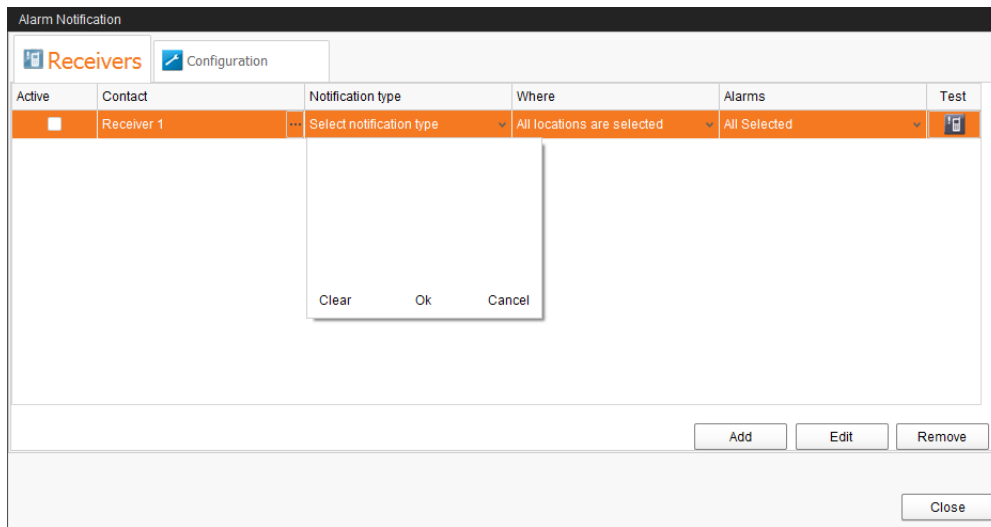 Alarm Notification
Receivers Configuration
Active Contact Notification type Where Alarms Test
Receiver 1 ... Select notification type All locations are selected All Selected
Clear Ok Cancel
Add Edit Remove
Close